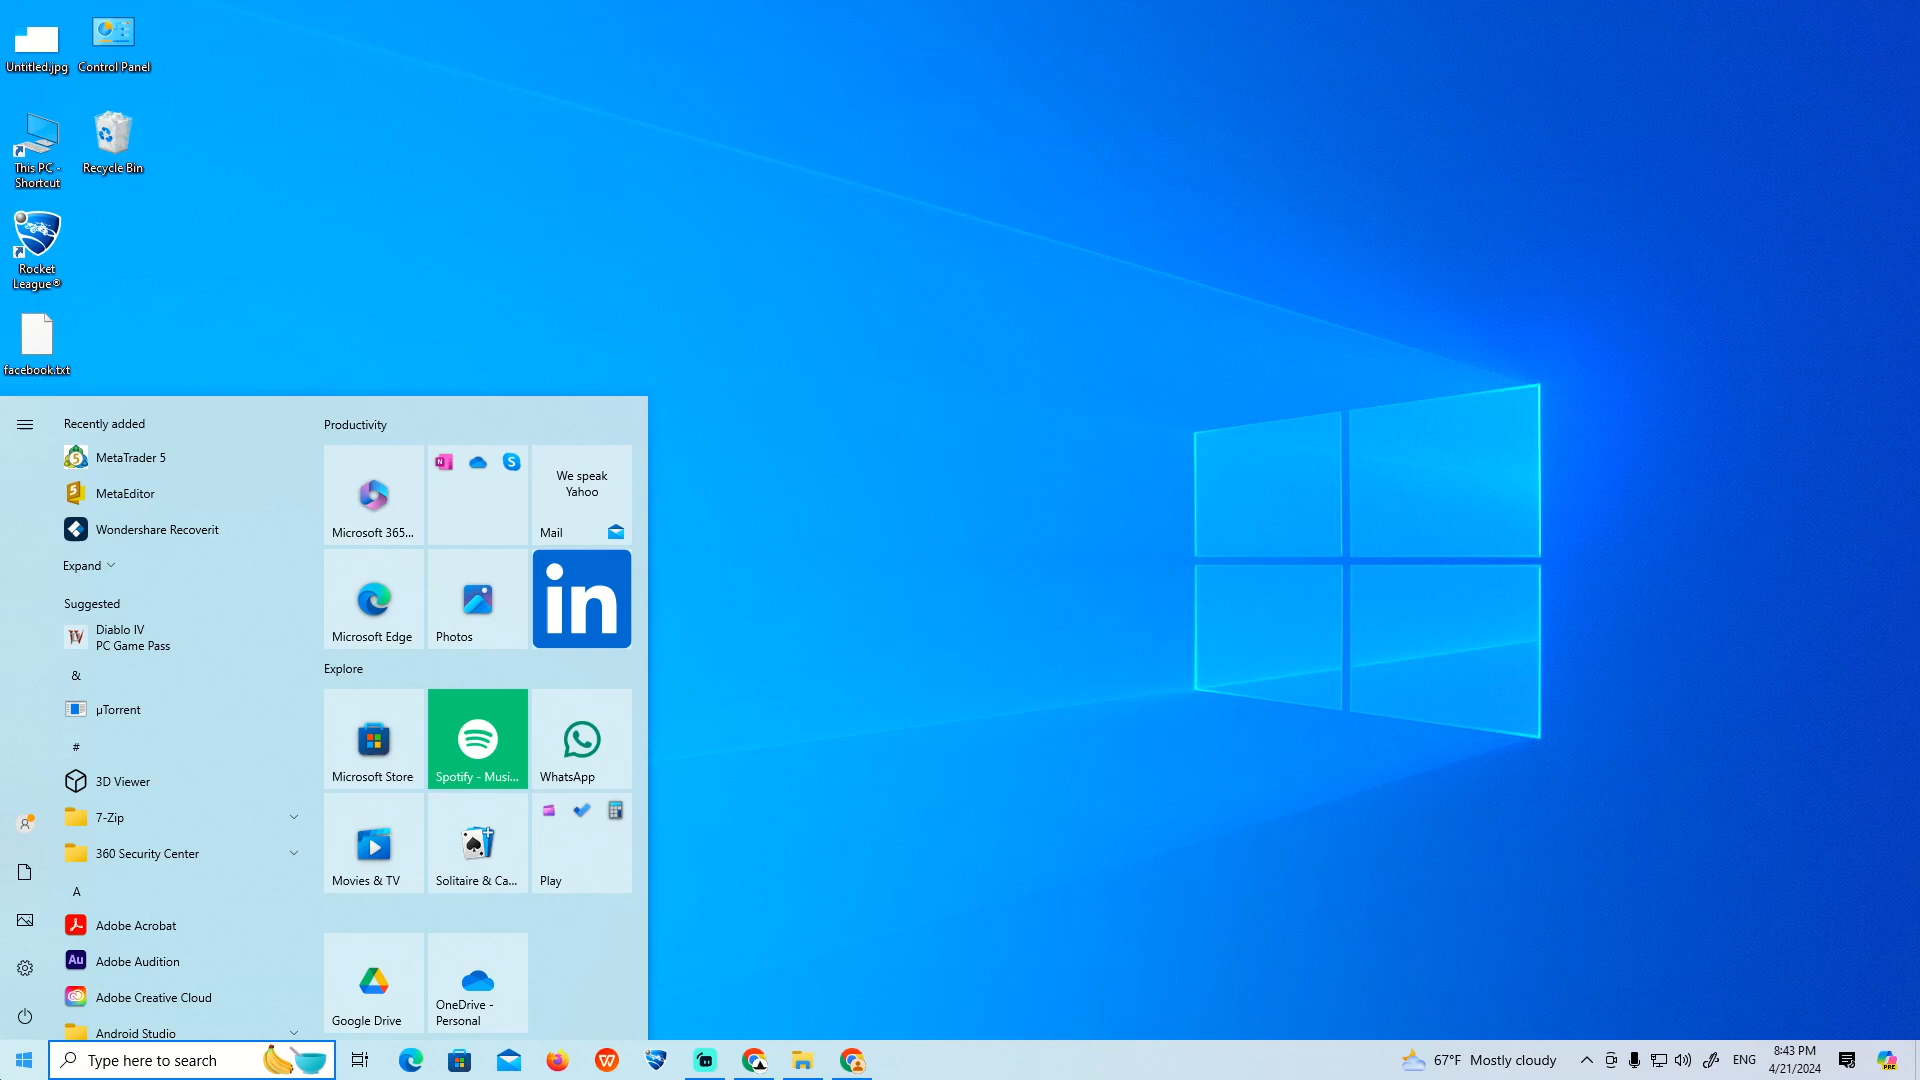 Untitled.jpg
Control Panel
This PC -
Shortcut
Recycle Bin
Rocket
League®
facebook.txt
Recently added
MetaTrader 5
MetaEditor
Wondershare Recoverit
Expand
Suggested
Diablo IV
PC Game Pass
&
µTorrent
#
3D Viewer
7-Zip
360 Security Center
A
Adobe Acrobat
Au
Adobe Audition
Adobe Creative Cloud
Android Studio
Productivity
Microsoft 365...
We speak
Yahoo
Mail
Microsoft Edge
Photos
in
Explore
Microsoft Store
Spotify - Musi...
WhatsApp
Movies & TV
Solitaire & Ca...
Play
Google Drive
OneDrive -
Personal
Type here to search
67°F Mostly cloudy
ENG
8:43 PM
4/21/2024
PRE